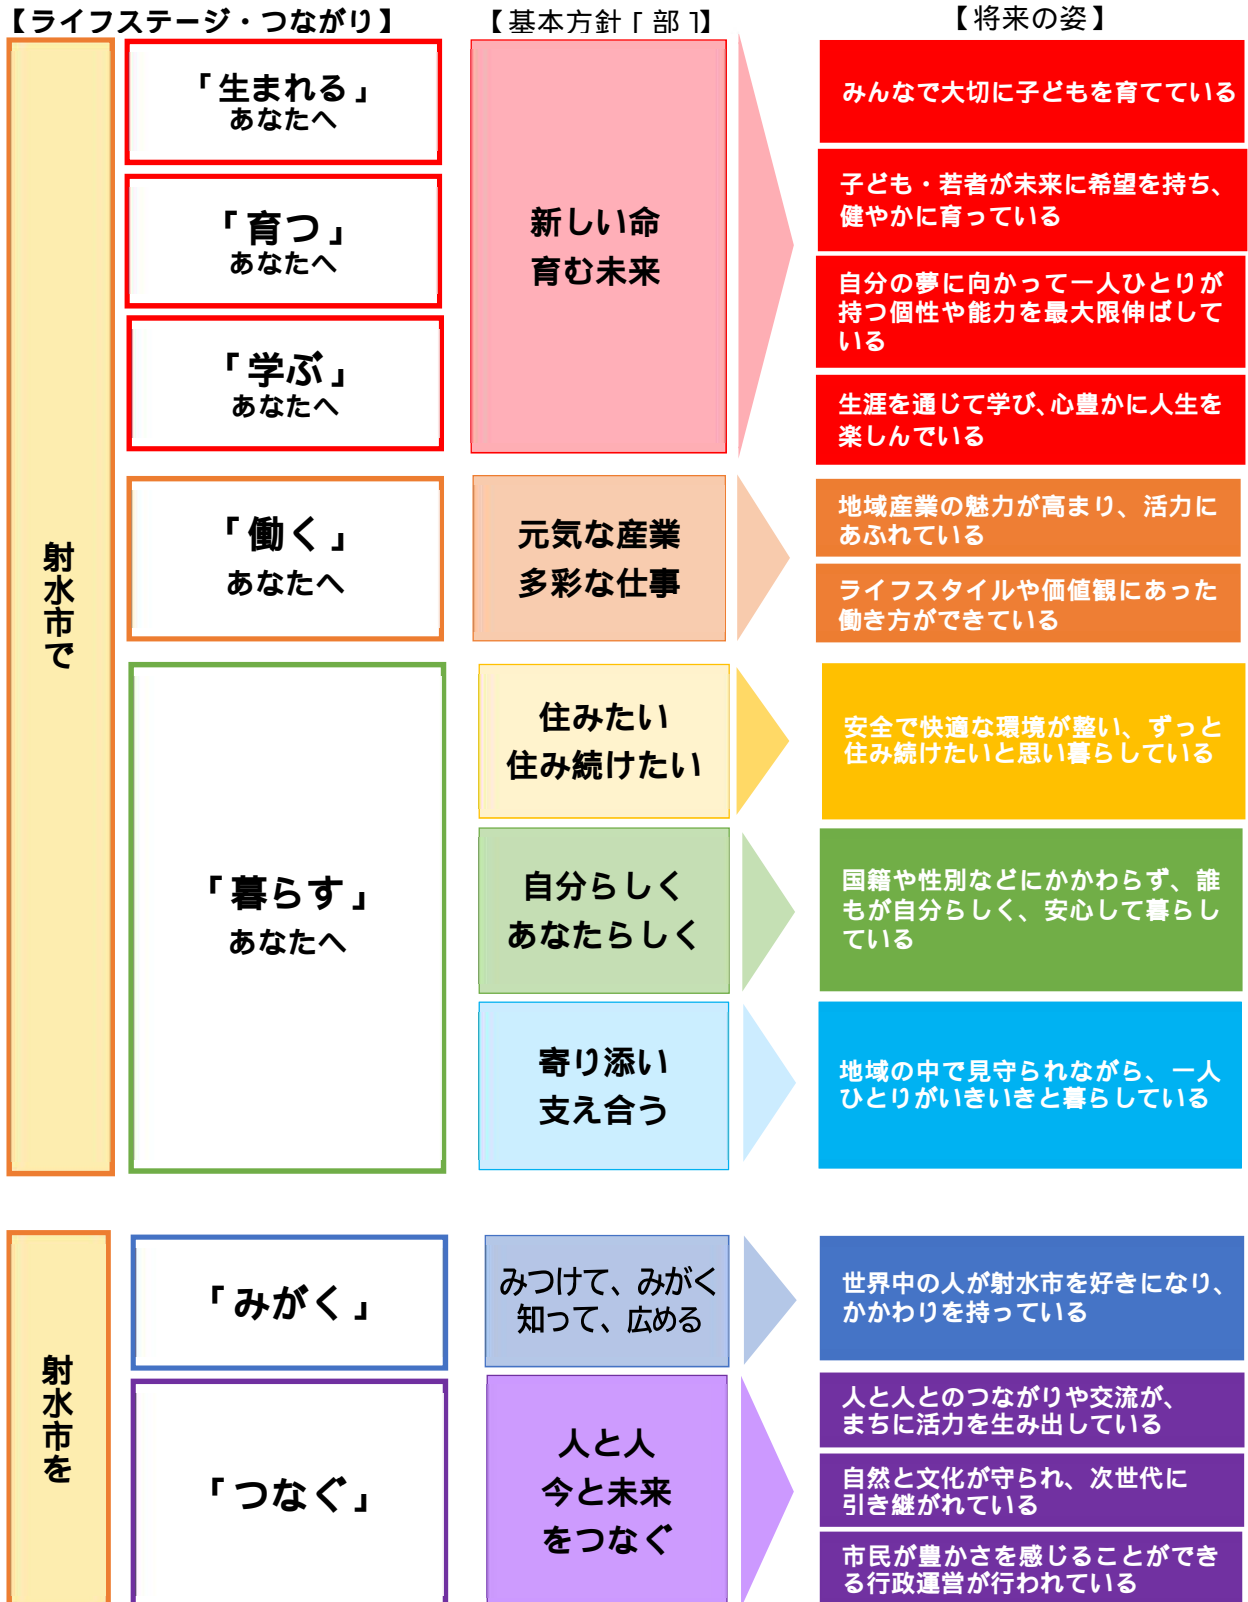 【ライフステージ・つながり】
【基本方針「部」】
【将来の姿】
射水市で
「生まれる」
あなたへ
「育つ」
あなたへ
「学ぶ」
あなたへ
新しい命
育む未来
みんなで大切に子どもを育てている
子ども・若者が未来に希望を持ち、
健やかに育っている
自分の夢に向かって一人ひとりが
持つ個性や能力を最大限伸ばして
いる
生涯を通じて学び、心豊かに人生を
楽しんでいる
「働く」
あなたへ
元気な産業
多彩な仕事
地域産業の魅力が高まり、活力に
あふれている
ライフスタイルや価値観にあった
働き方ができている
「暮らす」
あなたへ
住みたい
住み続けたい
安全で快適な環境が整い、ずっと
住み続けたいと思い暮らしている
自分らしく
あなたらしく
国籍や性別などにかかわらず、誰
もが自分らしく、安心して暮らし
ている
寄り添い
支え合う
地域の中で見守られながら、一人
ひとりがいきいきと暮らしている
射水市を
「みがく」
みつけて、みがく
知って、広める
世界中の人が射水市を好きになり、
かかわりを持っている
「つなぐ」
人と人
今と未来
をつなぐ
人と人とのつながりや交流が、
まちに活力を生み出している
自然と文化が守られ、次世代に
引き継がれている
市民が豊かさを感じることができ
る行政運営が行われている